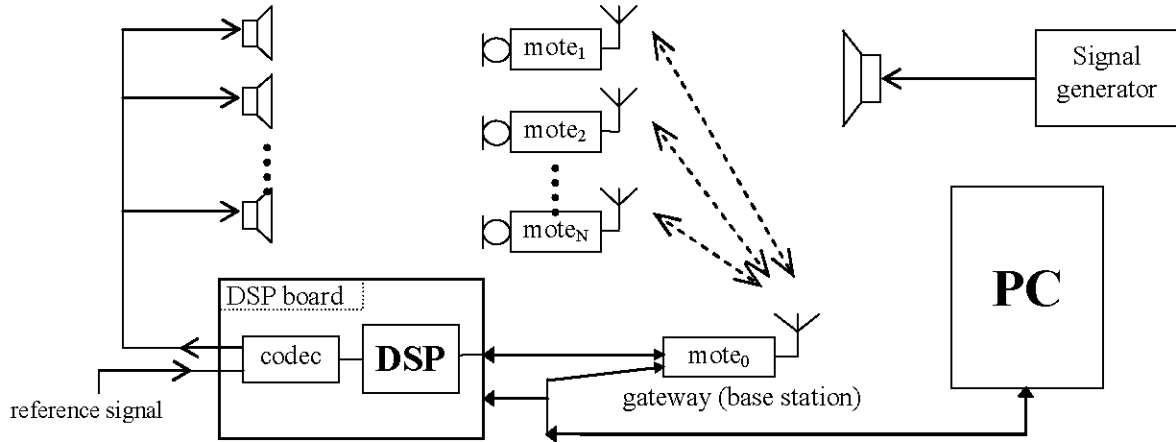 mote₁
Signal
generator
mote₂
moteN
DSP board
PC
codec
DSP
mote₀
reference signal
gateway (base station)